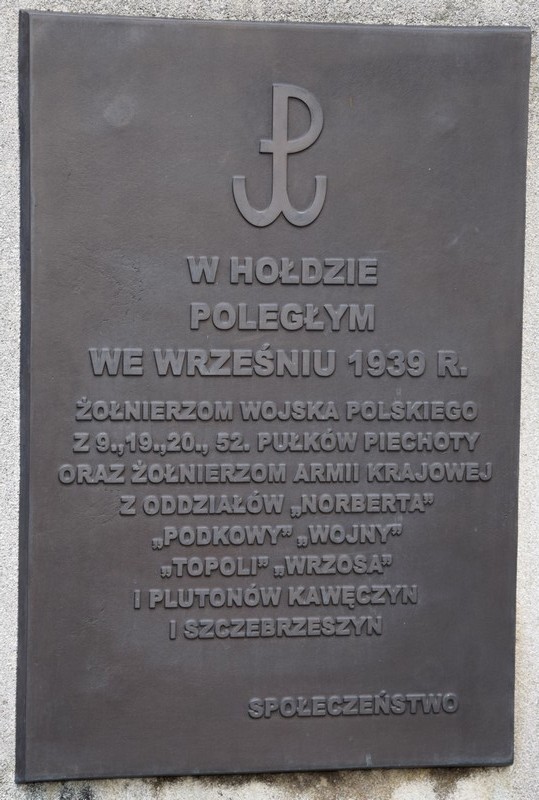 W HOŁDZIE
POLEGŁYM
WE WRZEŚNIU 1939 R.
ŻOŁNIERZOM WOJSKA POLSKIEGO
Z 9.,19.,20., 52. PUŁKÓW PIECHOTY
ORAZ ŻOŁNIERZOM ARMII KRAJOWEJ
Z ODDZIAŁÓW „NORBERTA”
„PODKOWY” „WOJNY”
„TOPOLI” „WRZOSA”
I PLUTONÓW KAWĘCZYN
I SZCZEBRZESZYN
SPOŁECZEŃSTWO